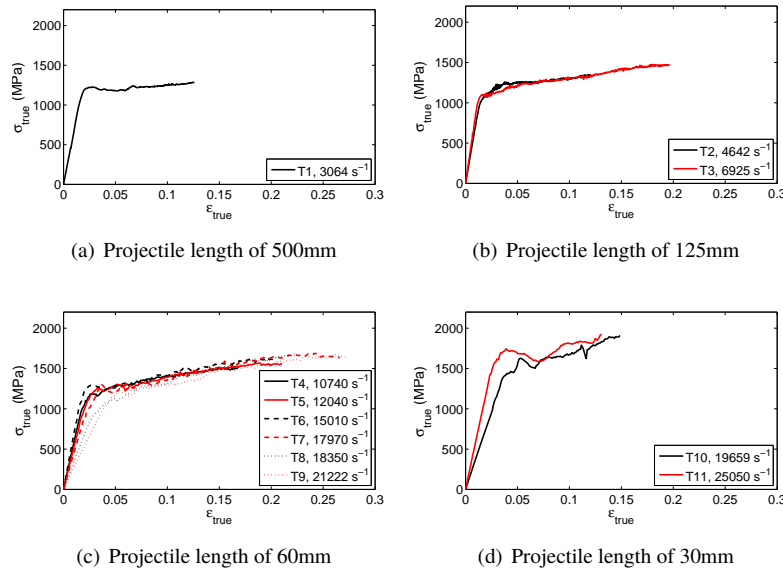 2000
1500
1000
500
0
σtrue (MPa)
0 0.05 0.1 0.15 0.2 0.25 0.3
εtrue
T1, 3064 s⁻¹
(a) Projectile length of 500mm
2000
1500
1000
500
0
σtrue (MPa)
0 0.05 0.1 0.15 0.2 0.25 0.3
εtrue
T2, 4642 s⁻¹
T3, 6925 s⁻¹
(b) Projectile length of 125mm
2000
1500
1000
500
0
σtrue (MPa)
0 0.05 0.1 0.15 0.2 0.25 0.3
εtrue
T4, 10740 s⁻¹
T5, 12040 s⁻¹
T6, 15010 s⁻¹
T7, 17970 s⁻¹
T8, 18350 s⁻¹
T9, 21222 s⁻¹
(c) Projectile length of 60mm
2000
1500
1000
500
0
σtrue (MPa)
0 0.05 0.1 0.15 0.2 0.25 0.3
εtrue
T10, 19659 s⁻¹
T11, 25050 s⁻¹
(d) Projectile length of 30mm